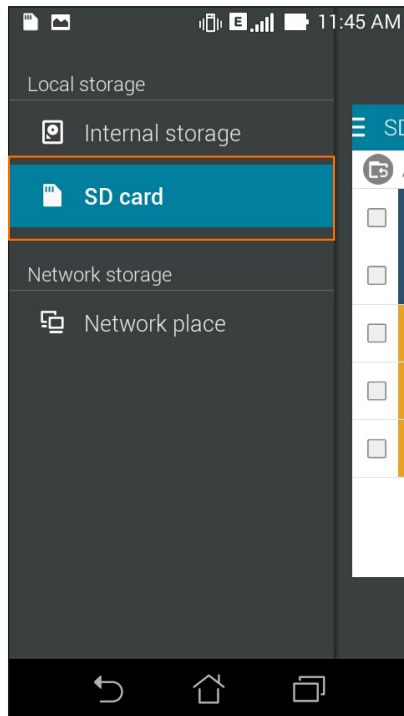 E 11:45 AM
Local storage
Internal storage
SD card
Network storage
Network place